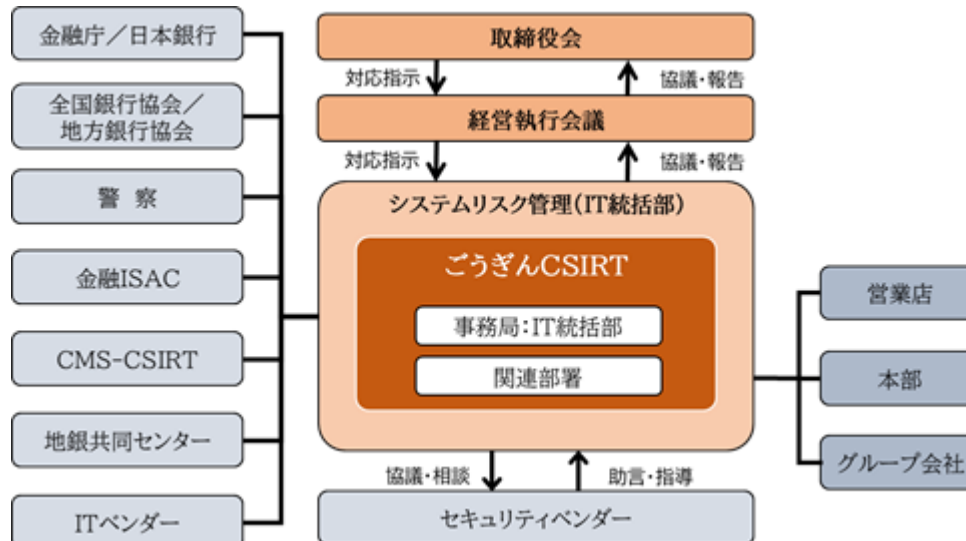 金融庁／日本銀行
全国銀行協会／
地方銀行協会
警 察
金融ISAC
CMS-CSIRT
地銀共同センター
ITベンダー
取締役会
対応指示
協議・報告
経営執行会議
対応指示
協議・報告
システムリスク管理(IT統括部)
ごうぎんCSIRT
事務局：IT統括部
関連部署
協議・相談
助言・指導
セキュリティベンダー
営業店
本部
グループ会社